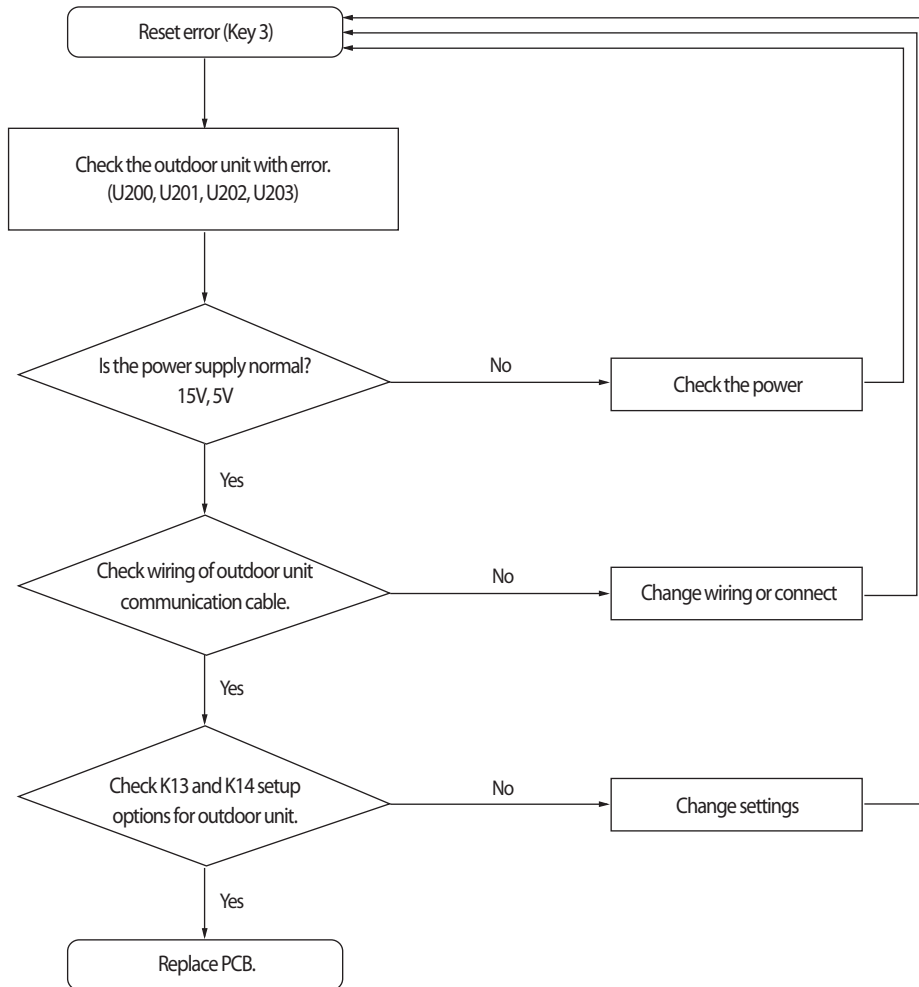 Reset error (Key 3)
Check the outdoor unit with error.
(U200, U201, U202, U203)
Is the power supply normal?
15V, 5V
No
Check the power
Yes
Check wiring of outdoor unit
communication cable.
No
Change wiring or connect
Yes
Check K13 and K14 setup
options for outdoor unit.
No
Change settings
Yes
Replace PCB.